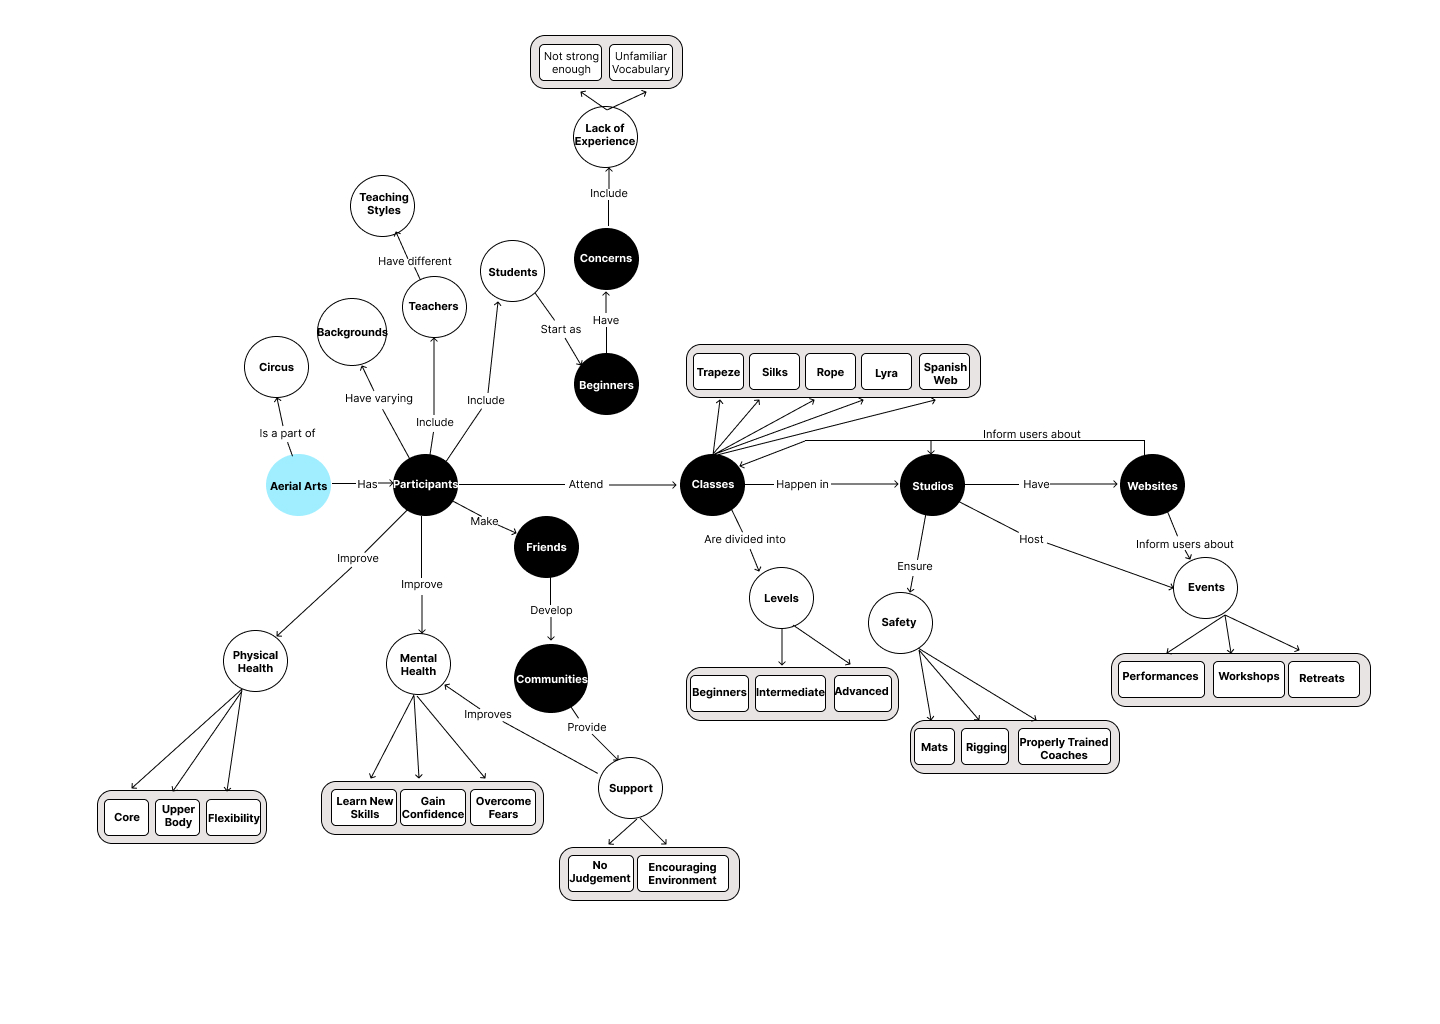 Not strong
enough
Unfamiliar
Vocabulary
Lack of
Experience
Include
Teaching
Styles
Concerns
Have different
Students
Teachers
Have
Start as
Backgrounds
Circus
Beginners
Trapeze
Silks
Rope
Lyra
Spanish
Web
Have varying
Include
Include
Is a part of
Inform users about
Aerial Arts
Has
Participants
Attend
Classes
Happen in
Studios
Have
Websites
Make
Friends
Are divided into
Host
Inform users about
Improve
Improve
Develop
Ensure
Levels
Safety
Events
Physical
Health
Mental
Health
Communities
Improves
Provide
Beginners
Intermediate
Advanced
Performances
Workshops
Retreats
Mats
Rigging
Properly Trained
Coaches
Support
Core
Upper
Body
Flexibility
Learn New
Skills
Gain
Confidence
Overcome
Fears
No
Judgement
Encouraging
Environment